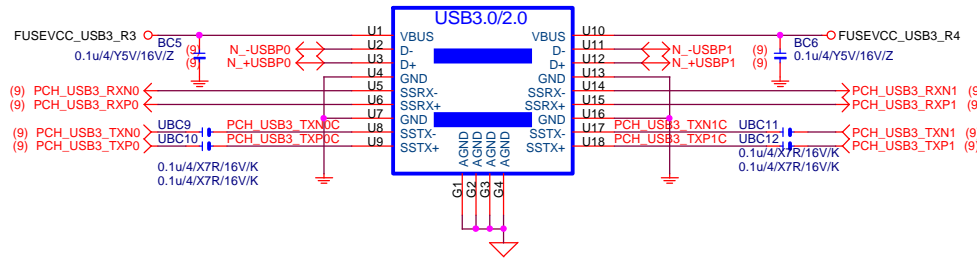 USB3.0/2.0
FUSEVCC_USB3_R3
BC5
0.1u/4/Y5V/16V/Z
(9) N_-USBP0
(9) N_+USBP0
(9) PCH_USB3_RXN0
(9) PCH_USB3_RXP0
(9) PCH_USB3_TXN0
UBC9
PCH_USB3_TXN0C
(9) PCH_USB3_TXP0
UBC10
PCH_USB3_TXP0C
0.1u/4/X7R/16V/K
0.1u/4/X7R/16V/K
U1 VBUS
U2 D-
U3 D+
U4 GND
U5 SSRX-
U6 SSRX+
U7 GND
U8 SSTX-
U9 SSTX+
VBUS U10
D- U11
D+ U12
GND U13
SSRX- U14
SSRX+ U15
GND U16
SSTX- U17
SSTX+ U18
AGND G1
AGND G2
AGND G3
AGND G4
FUSEVCC_USB3_R4
BC6
0.1u/4/Y5V/16V/Z
N_-USBP1 (9)
N_+USBP1 (9)
PCH_USB3_RXN1 (9)
PCH_USB3_RXP1 (9
PCH_USB3_TXN1C
UBC11
PCH_USB3_TXN1 (9)
PCH_USB3_TXP1C
UBC12
PCH_USB3_TXP1 (9)
0.1u/4/X7R/16V/K
0.1u/4/X7R/16V/K